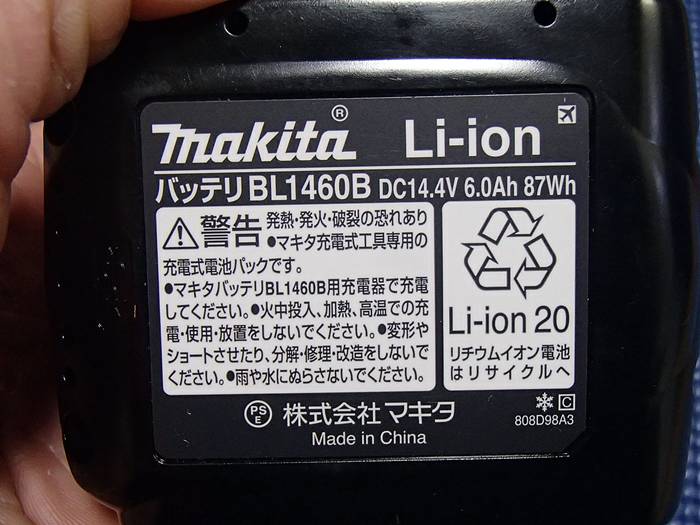 makita® Li-ion
バッテリ BL1460B DC14.4V 6.0Ah 87Wh
警告 発熱・発火・破裂の恐れあり
●マキタ充電式工具専用の
充電式電池パックです。
●マキタバッテリBL1460B用充電器で充電
してください。●火中投入、加熱、高温での充
電・使用・放置をしないでください。●変形や
ショートさせたり、分解・修理・改造をしないで
ください。●雨や水にぬらさないでください。
Li-ion 20
リチウムイオン電池
はリサイクルへ
PSE 株式会社 マキタ
Made in China
C
808D98A3